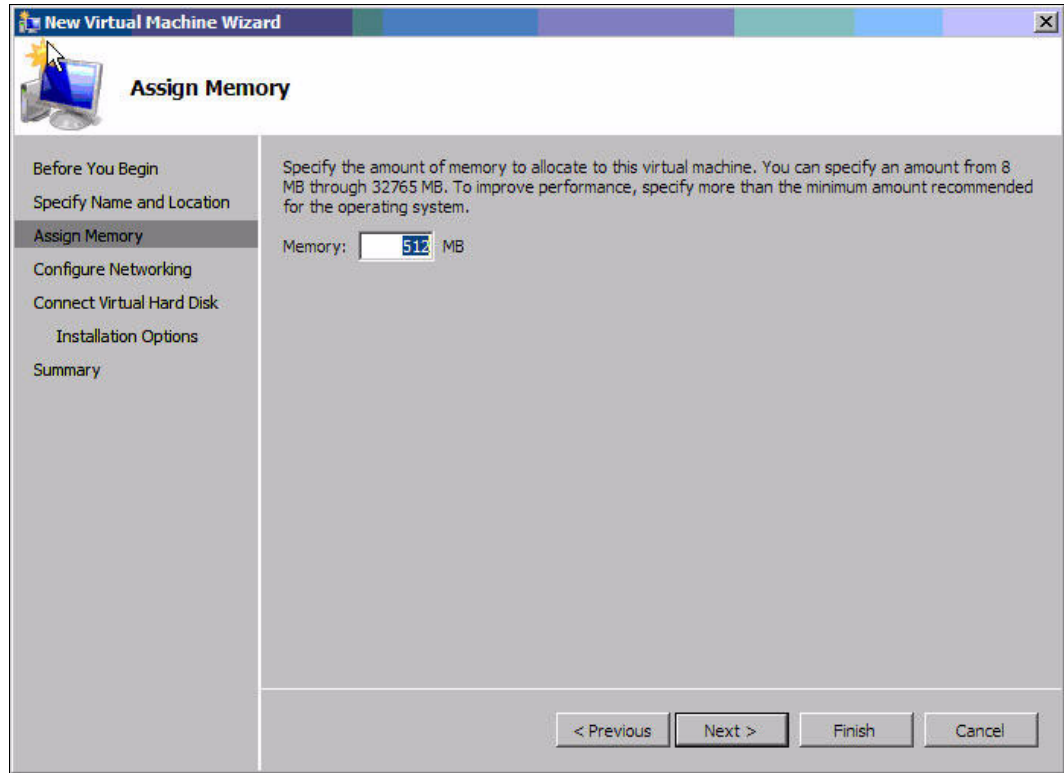 New Virtual Machine Wizard
Assign Memory
Before You Begin
Specify Name and Location
Assign Memory
Configure Networking
Connect Virtual Hard Disk
Installation Options
Summary
Specify the amount of memory to allocate to this virtual machine. You can specify an amount from 8
MB through 32765 MB. To improve performance, specify more than the minimum amount recommended
for the operating system.
Memory: 512 MB
< Previous Next > Finish Cancel